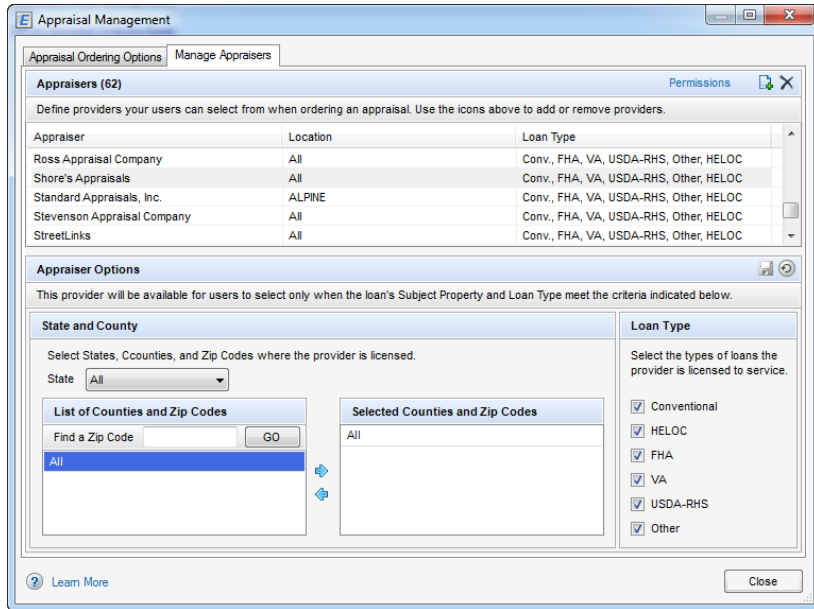 E Appraisal Management
Appraisal Ordering Options Manage Appraisers
Appraisers (62) Permissions
Define providers your users can select from when ordering an appraisal. Use the icons above to add or remove providers.
Appraiser Location Loan Type
Ross Appraisal Company All Conv., FHA, VA, USDA-RHS, Other, HELOC
Shore's Appraisals All Conv., FHA, VA, USDA-RHS, Other, HELOC
Standard Appraisals, Inc. ALPINE Conv., FHA, VA, USDA-RHS, Other, HELOC
Stevenson Appraisal Company All Conv., FHA, VA, USDA-RHS, Other, HELOC
StreetLinks All Conv., FHA, VA, USDA-RHS, Other, HELOC
Appraiser Options
This provider will be available for users to select only when the loan's Subject Property and Loan Type meet the criteria indicated below.
State and County
Select States, Ccounties, and Zip Codes where the provider is licensed.
State All
List of Counties and Zip Codes
Find a Zip Code GO
All
Selected Counties and Zip Codes
All
Loan Type
Select the types of loans the
provider is licensed to service.
Conventional
HELOC
FHA
VA
USDA-RHS
Other
? Learn More
Close